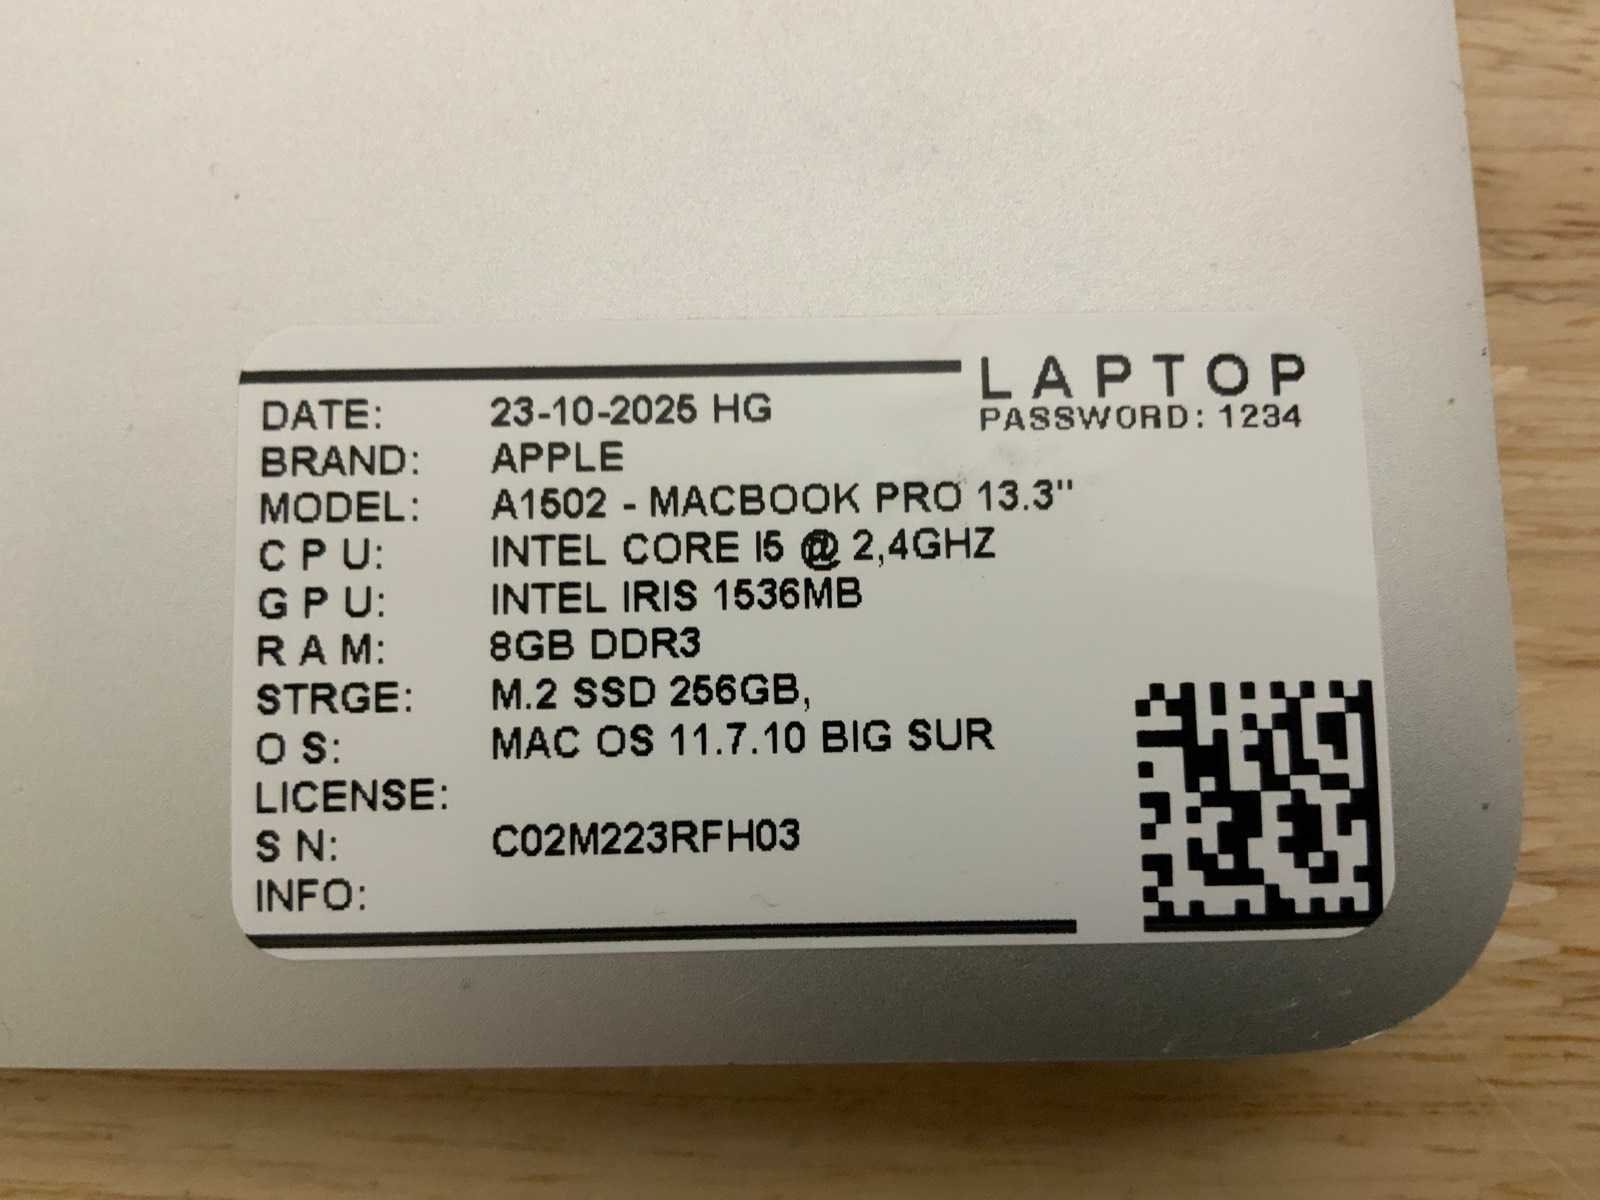 LAPTOP
PASSWORD: 1234
DATE: 23-10-2025 HG
BRAND: APPLE
MODEL: A1502 - MACBOOK PRO 13.3"
C P U: INTEL CORE I5 @ 2,4GHZ
G P U: INTEL IRIS 1536MB
R A M: 8GB DDR3
STRGE: M.2 SSD 256GB,
O S: MAC OS 11.7.10 BIG SUR
LICENSE:
S N: C02M223RFH03
INFO: